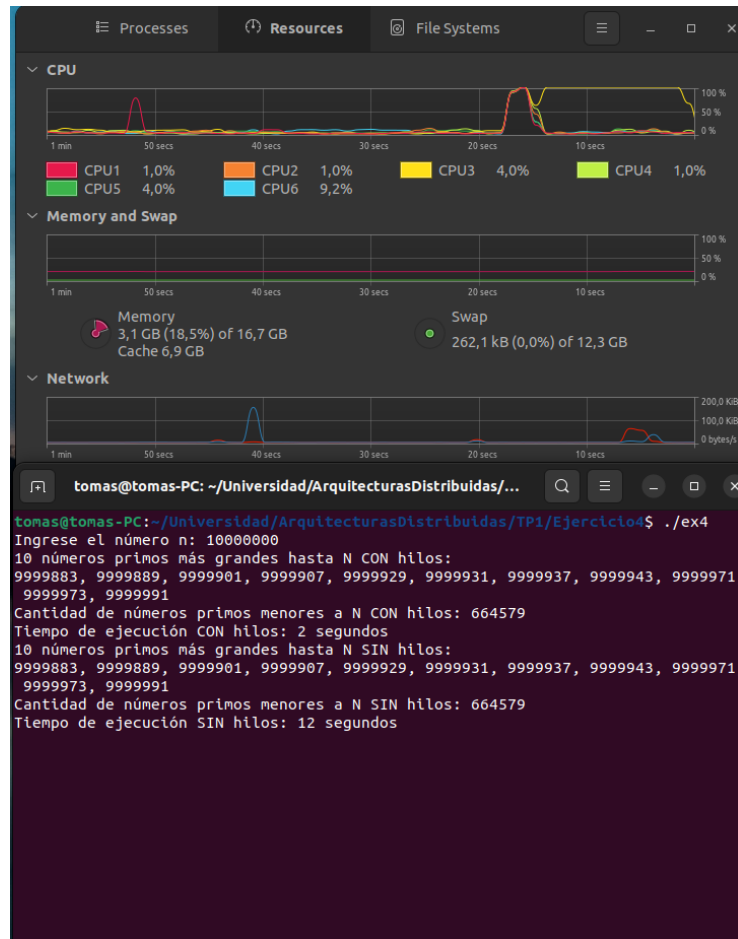 Processes Resources File Systems
CPU
100 %
50 %
0 %
1 min 50 secs 40 secs 30 secs 20 secs 10 secs
CPU1 1,0% CPU2 1,0% CPU3 4,0% CPU4 1,0%
CPU5 4,0% CPU6 9,2%
Memory and Swap
100 %
50 %
0 %
1 min 50 secs 40 secs 30 secs 20 secs 10 secs
Memory
3,1 GB (18,5%) of 16,7 GB
Cache 6,9 GB
Swap
262,1 kB (0,0%) of 12,3 GB
Network
200,0 KiB
100,0 KiB
0 bytes/s
1 min 50 secs 40 secs 30 secs 20 secs 10 secs
tomas@tomas-PC: ~/Universidad/ArquitecturasDistribuidas/...
tomas@tomas-PC:~/Universidad/ArquitecturasDistribuidas/TP1/Ejercicio4$ ./ex4
Ingrese el número n: 10000000
10 números primos más grandes hasta N CON hilos:
9999883, 9999889, 9999901, 9999907, 9999929, 9999931, 9999937, 9999943, 9999971
9999973, 9999991
Cantidad de números primos menores a N CON hilos: 664579
Tiempo de ejecución CON hilos: 2 segundos
10 números primos más grandes hasta N SIN hilos:
9999883, 9999889, 9999901, 9999907, 9999929, 9999931, 9999937, 9999943, 9999971
9999973, 9999991
Cantidad de números primos menores a N SIN hilos: 664579
Tiempo de ejecución SIN hilos: 12 segundos